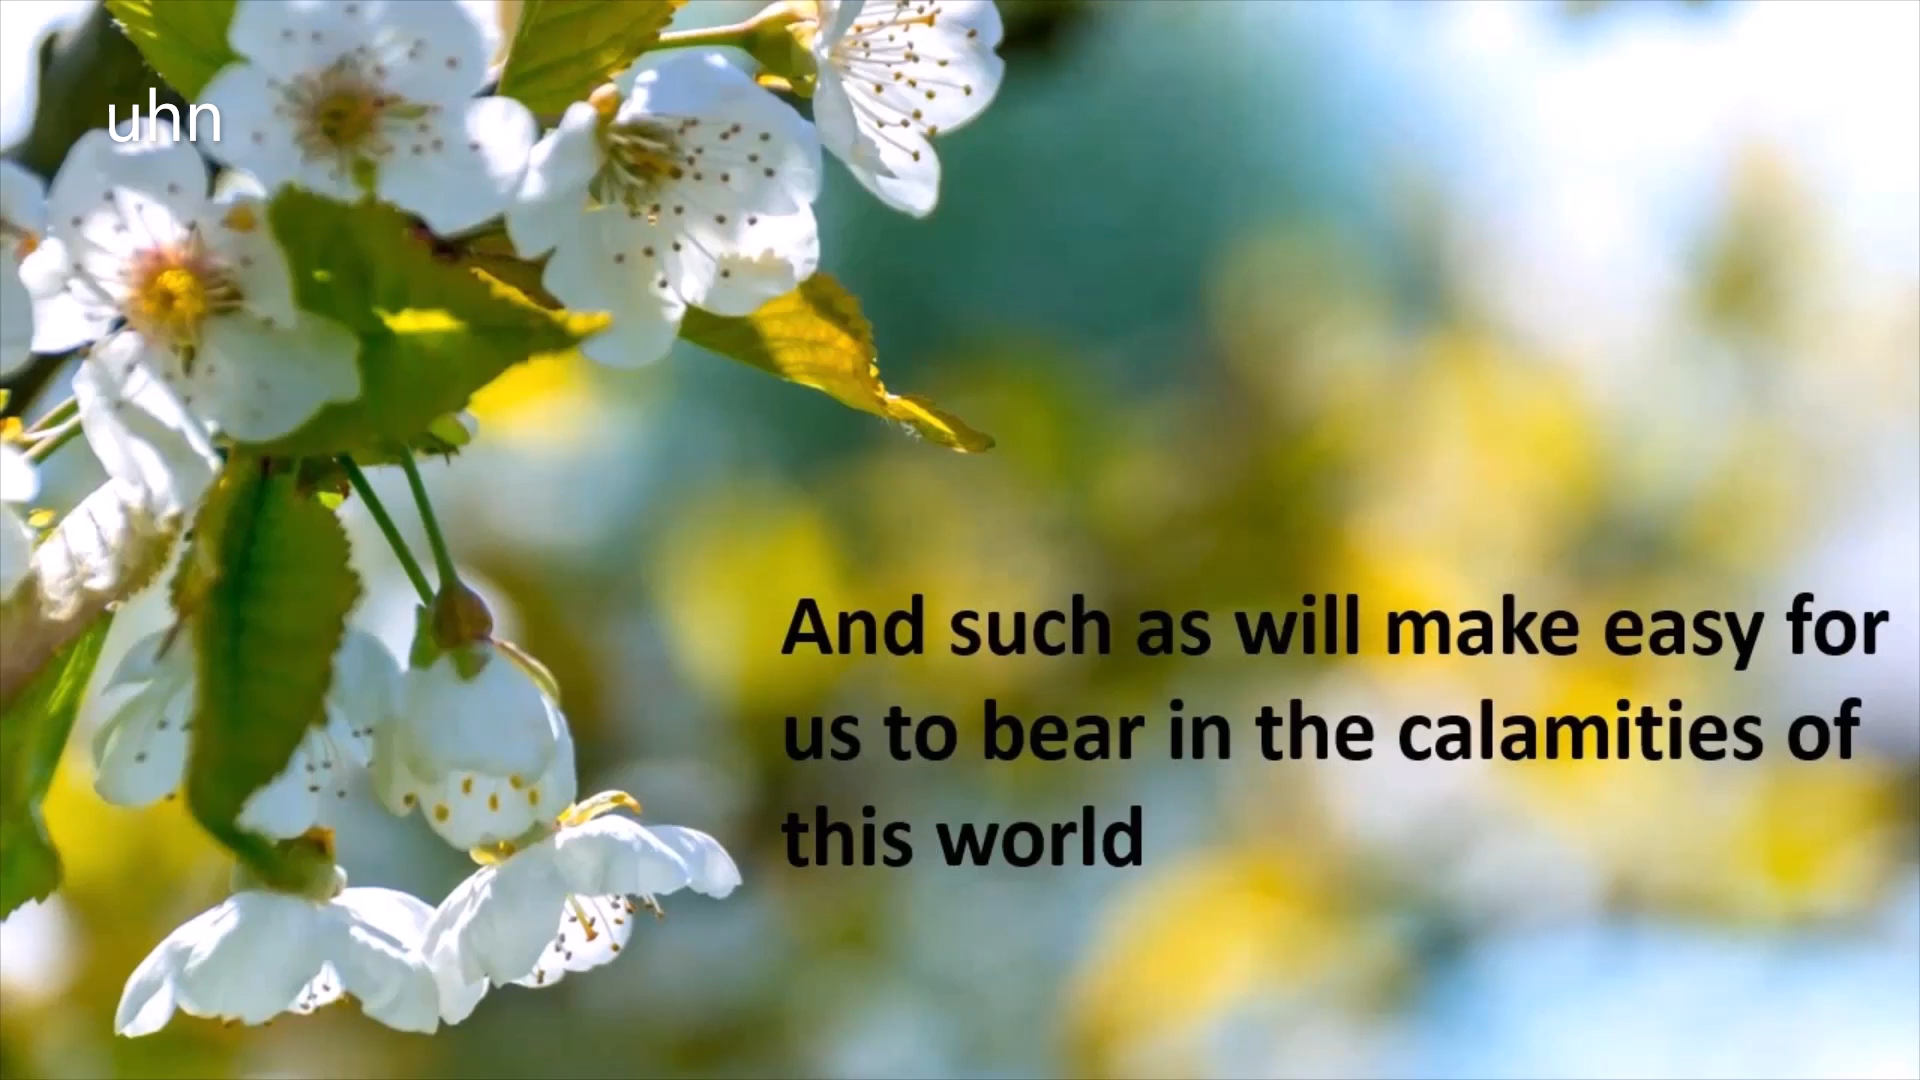 uhn
And such as will make easy for
us to bear in the calamities of
this world